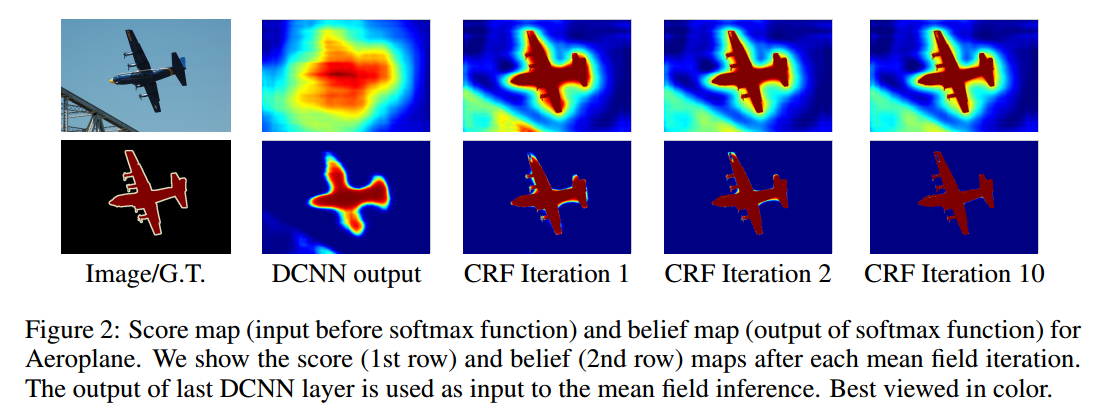 Image/G.T.
DCNN output
CRF Iteration 1
CRF Iteration 2
CRF Iteration 10
Figure 2: Score map (input before softmax function) and belief map (output of softmax function) for
Aeroplane. We show the score (1st row) and belief (2nd row) maps after each mean field iteration.
The output of last DCNN layer is used as input to the mean field inference. Best viewed in color.